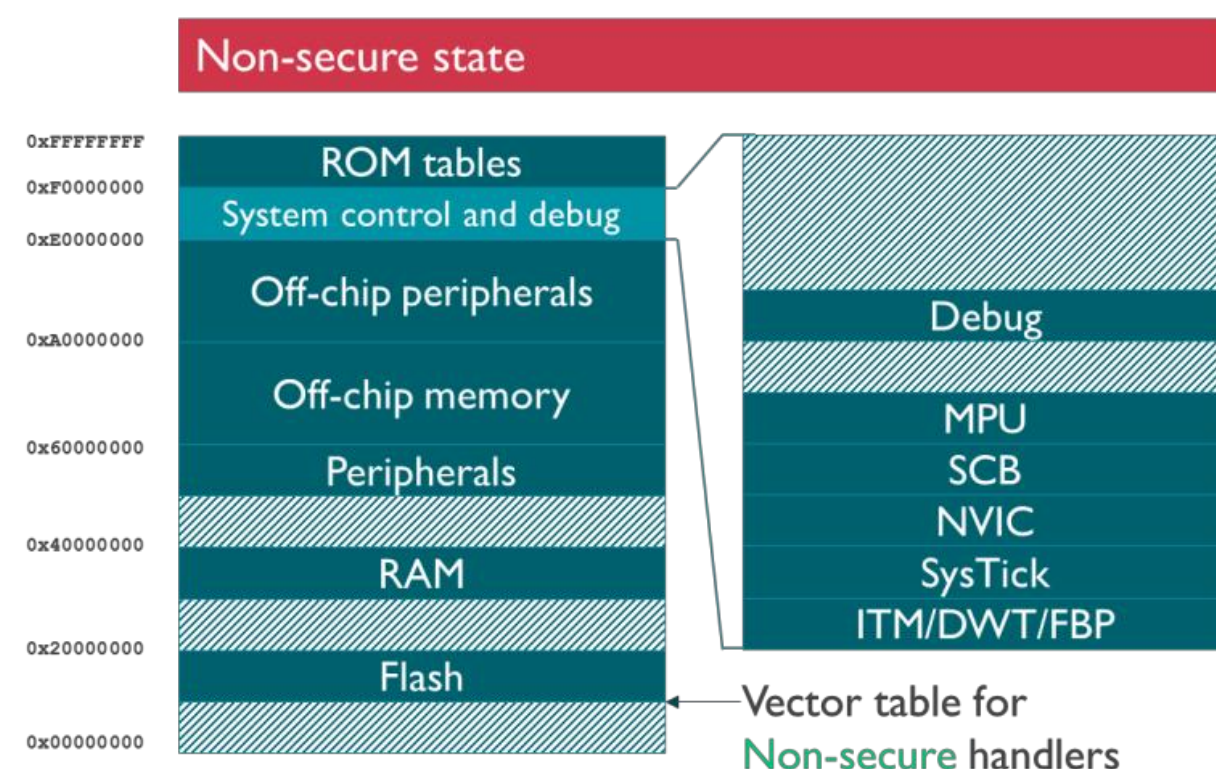 Non-secure state
0xFFFFFFFF
ROM tables
0xF0000000
System control and debug
0xE0000000
Off-chip peripherals
0xA0000000
Off-chip memory
0x60000000
Peripherals
0x40000000
RAM
0x20000000
Flash
0x00000000
Debug
MPU
SCB
NVIC
SysTick
ITM/DWT/FBP
Vector table for
Non-secure handlers